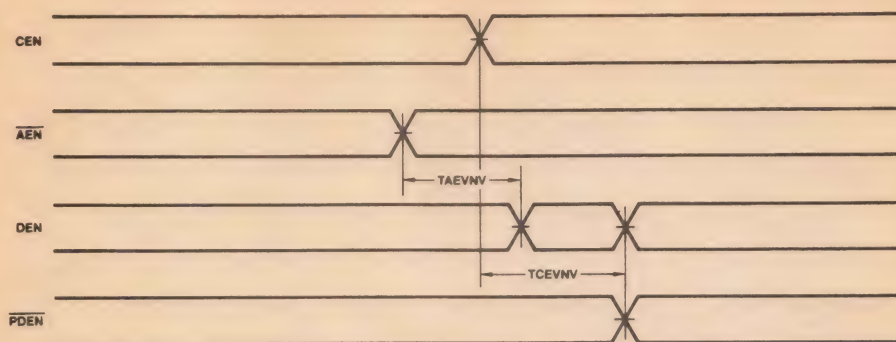 CEN
AEN
TAEVNV
DEN
TCEVNV
PDEN